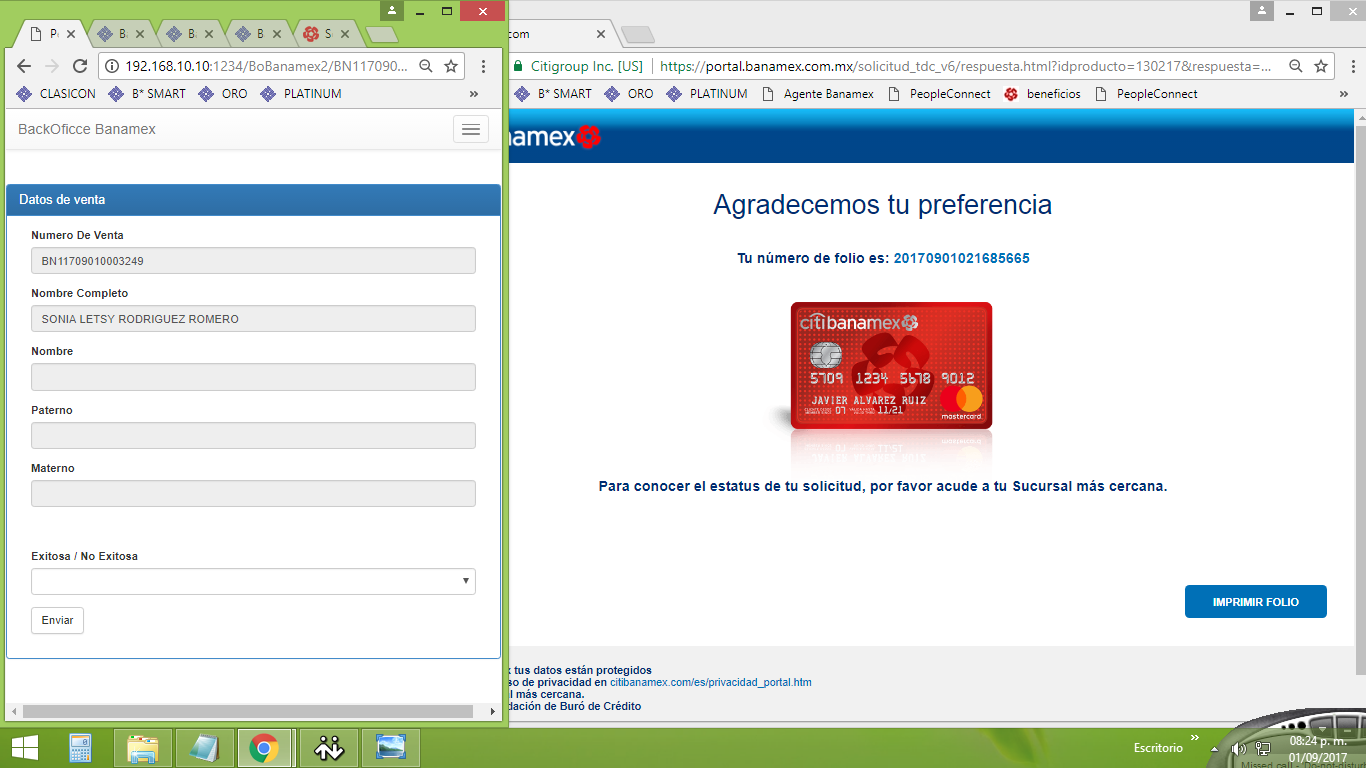 192.168.10.10:1234/BoBanamex2/BN117090...
CLASICON B* SMART ORO PLATINUM »
BackOficce Banamex
Datos de venta
Numero De Venta
BN11709010003249
Nombre Completo
SONIA LETSY RODRIGUEZ ROMERO
Nombre
Paterno
Materno
Exitosa / No Exitosa
Enviar
com
Citigroup Inc. [US] https://portal.banamex.com.mx/solicitud_tdc_v6/respuesta.html?idproducto=130217&respuesta=...
B* SMART ORO PLATINUM Agente Banamex PeopleConnect beneficios PeopleConnect »
namex
Agradecemos tu preferencia
Tu número de folio es: 20170901021685665
citibanamex
5709 1234 5678 9012
JAVIER ALVAREZ RUIZ
07 11/21
mastercard
Para conocer el estatus de tu solicitud, por favor acude a tu Sucursal más cercana.
IMPRIMIR FOLIO
x tus datos están protegidos
so de privacidad en citibanamex.com/es/privacidad_portal.htm
al más cercana.
dación de Buró de Crédito
Escritorio »
08:24 p. m.
01/09/2017
Missed call - Do-not-distur